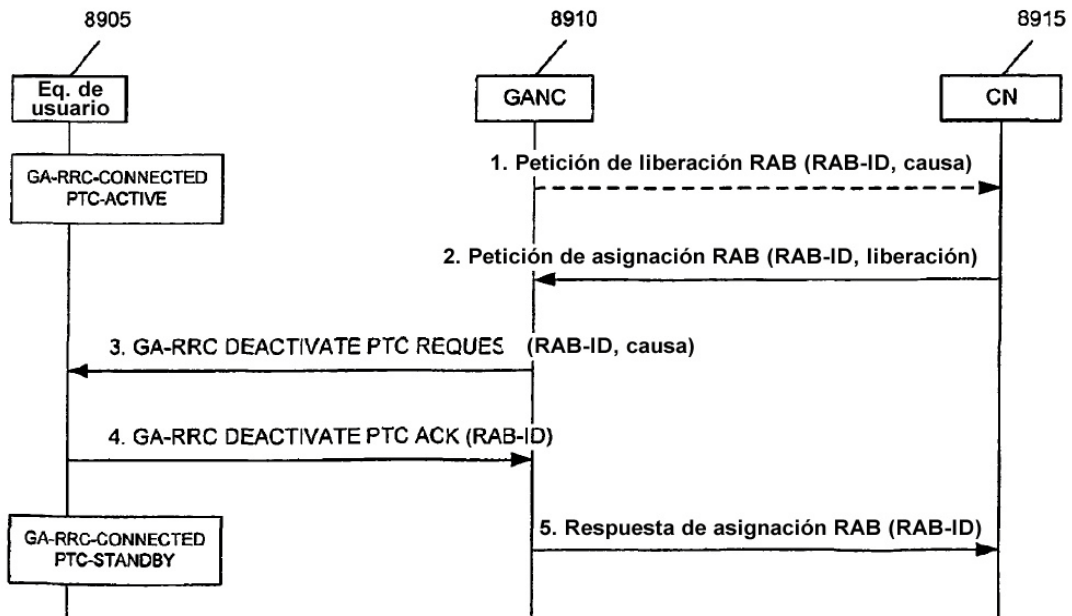 8905
8910
8915
Eq. de
usuario
GANC
CN
GA-RRC-CONNECTED
PTC-ACTIVE
1. Petición de liberación RAB (RAB-ID, causa)
2. Petición de asignación RAB (RAB-ID, liberación)
3. GA-RRC DEACTIVATE PTC REQUES (RAB-ID, causa)
4. GA-RRC DEACTIVATE PTC ACK (RAB-ID)
GA-RRC-CONNECTED
PTC-STANDBY
5. Respuesta de asignación RAB (RAB-ID)